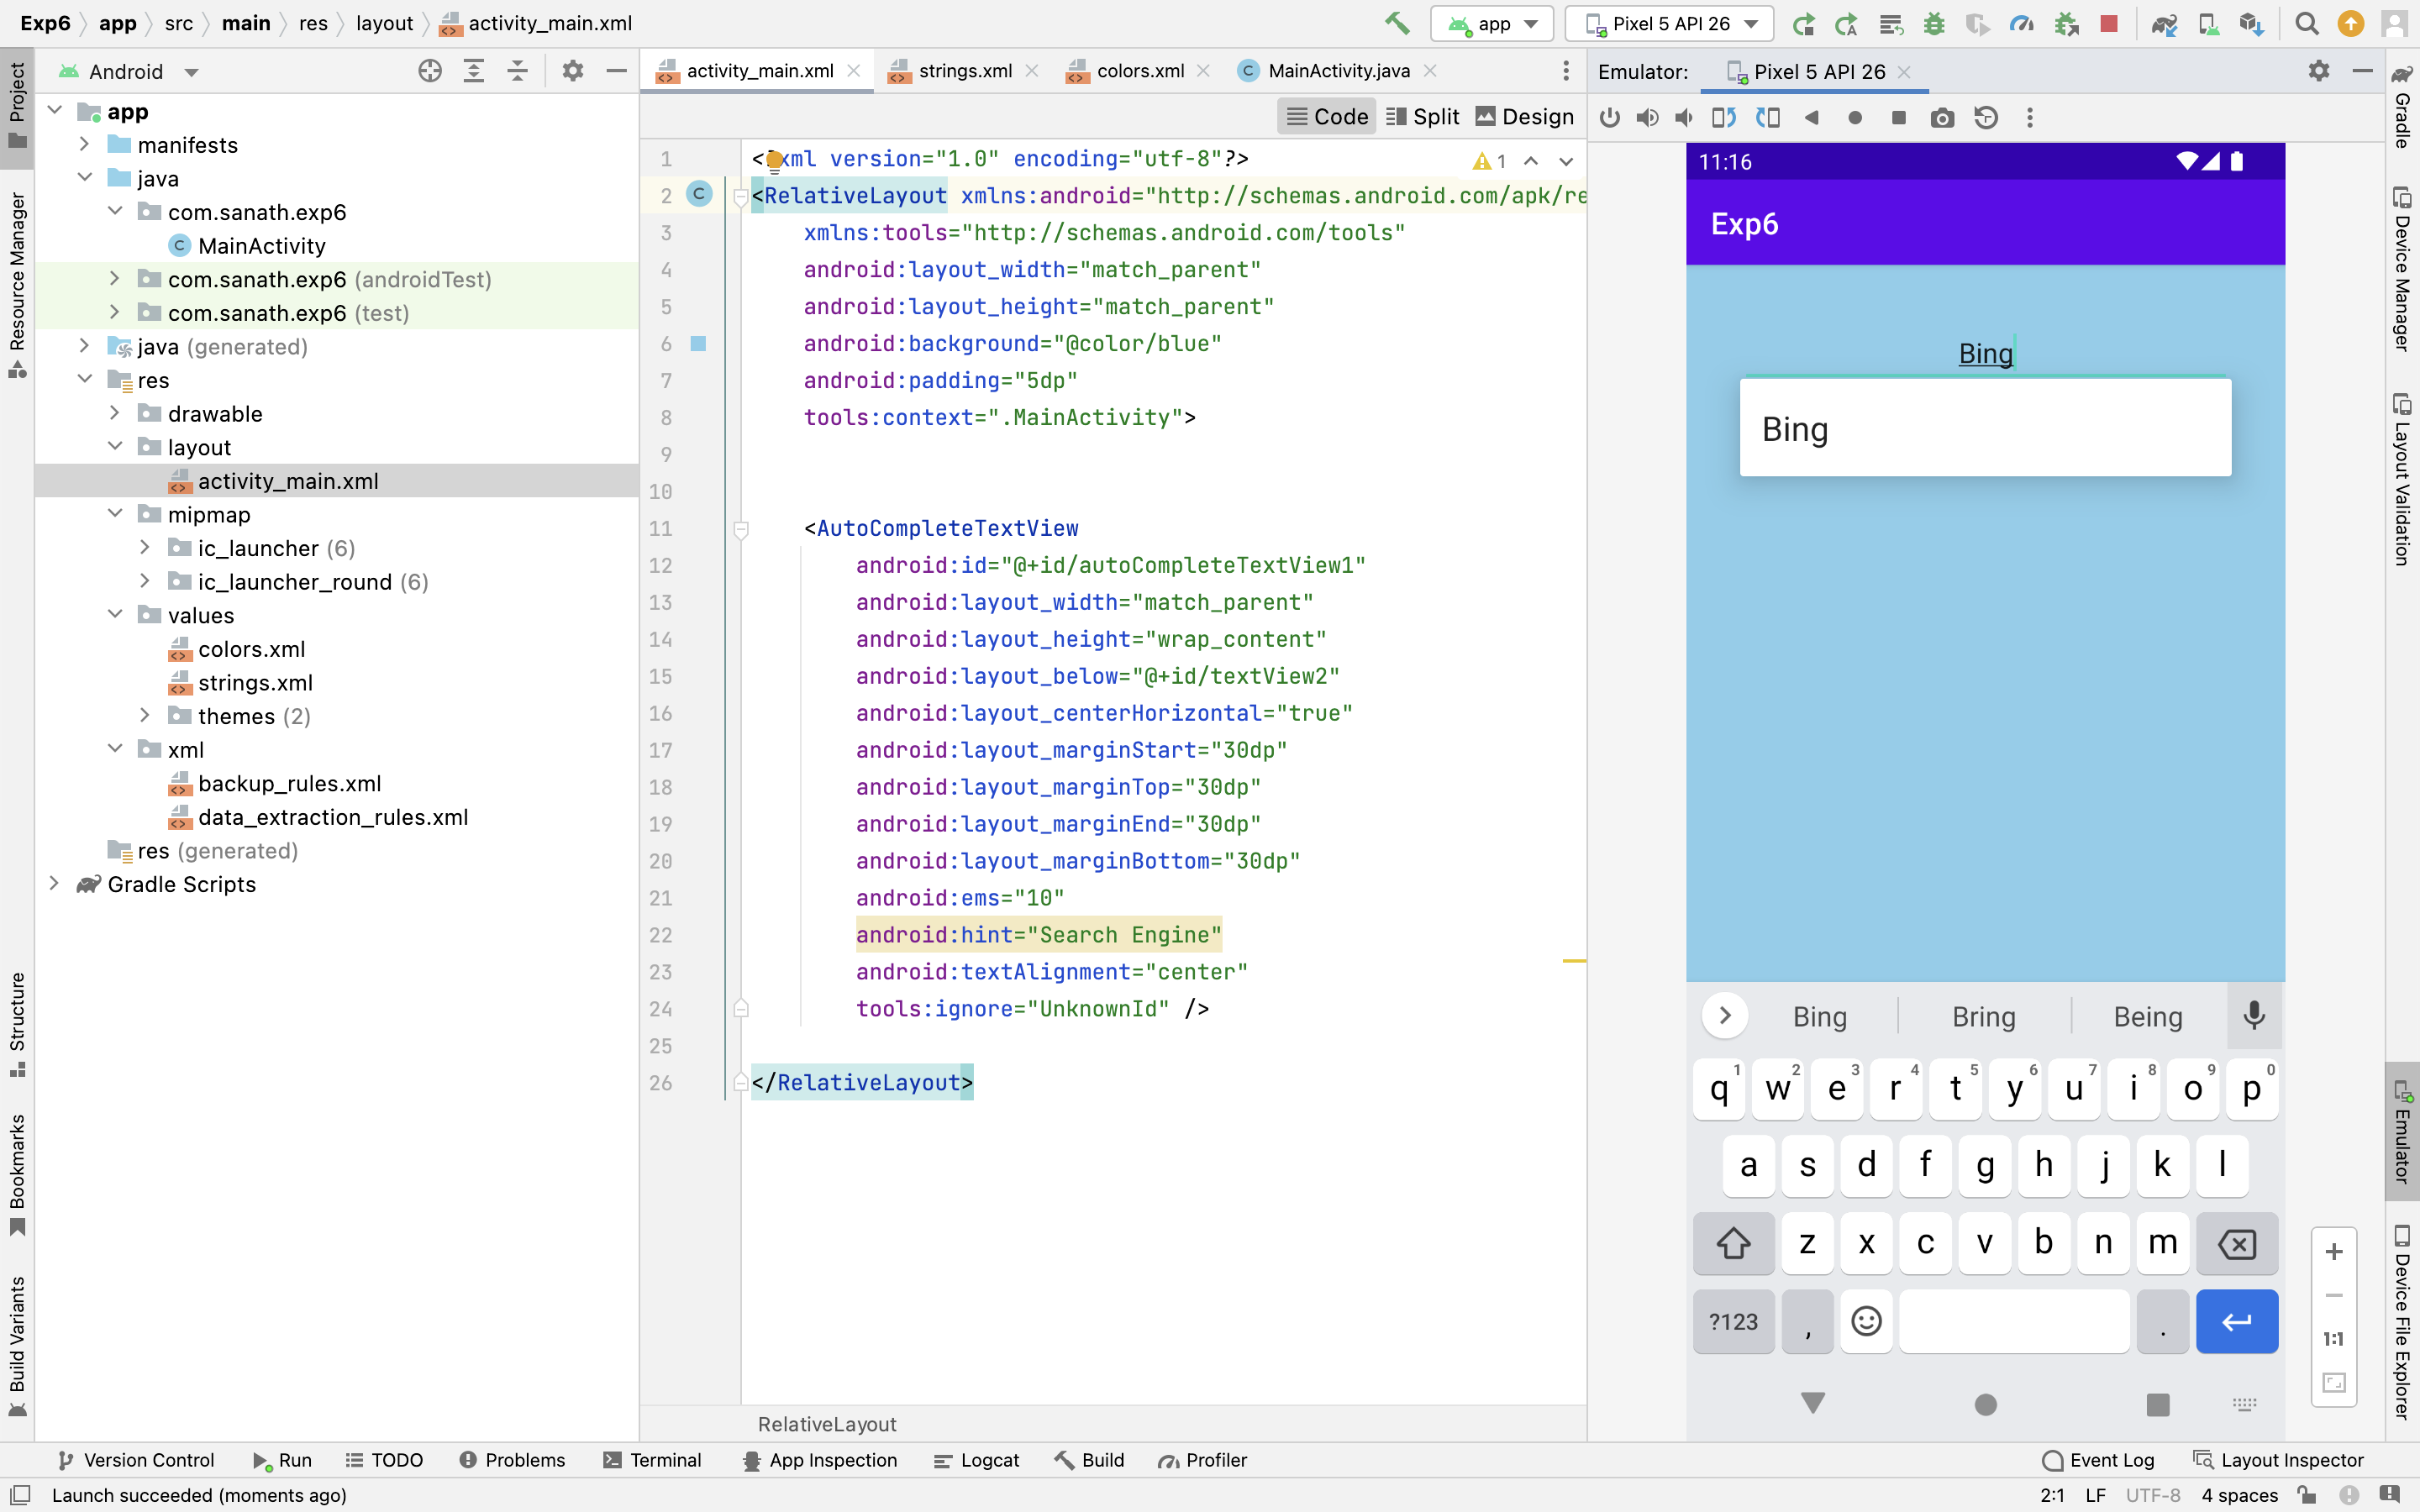 Exp6 app src main res layout activity_main.xml
app Pixel 5 API 26
Project
Resource Manager
Structure
Bookmarks
Build Variants
Android
app
manifests
java
com.sanath.exp6
MainActivity
com.sanath.exp6 (androidTest)
com.sanath.exp6 (test)
java (generated)
res
drawable
layout
activity_main.xml
mipmap
ic_launcher (6)
ic_launcher_round (6)
values
colors.xml
strings.xml
themes (2)
xml
backup_rules.xml
data_extraction_rules.xml
res (generated)
Gradle Scripts
activity_main.xml strings.xml colors.xml MainActivity.java
Code Split Design
1
1 <?xml version="1.0" encoding="utf-8"?>
2 <RelativeLayout xmlns:android="http://schemas.android.com/apk/re
3 xmlns:tools="http://schemas.android.com/tools"
4 android:layout_width="match_parent"
5 android:layout_height="match_parent"
6 android:background="@color/blue"
7 android:padding="5dp"
8 tools:context=".MainActivity">
9
10
11 <AutoCompleteTextView
12 android:id="@+id/autoCompleteTextView1"
13 android:layout_width="match_parent"
14 android:layout_height="wrap_content"
15 android:layout_below="@+id/textView2"
16 android:layout_centerHorizontal="true"
17 android:layout_marginStart="30dp"
18 android:layout_marginTop="30dp"
19 android:layout_marginEnd="30dp"
20 android:layout_marginBottom="30dp"
21 android:ems="10"
22 android:hint="Search Engine"
23 android:textAlignment="center"
24 tools:ignore="UnknownId" />
25
26 </RelativeLayout>
RelativeLayout
Emulator: Pixel 5 API 26
11:16
Exp6
Bing
Bing
Bing Bring Being
q1 w2 e3 r4 t5 y6 u7 i8 o9 p0
a s d f g h j k l
z x c v b n m
?123 , .
1:1
Gradle
Device Manager
Layout Validation
Emulator
Device File Explorer
Version Control Run TODO Problems Terminal App Inspection Logcat Build Profiler Event Log Layout Inspector
Launch succeeded (moments ago) 2:1 LF UTF-8 4 spaces